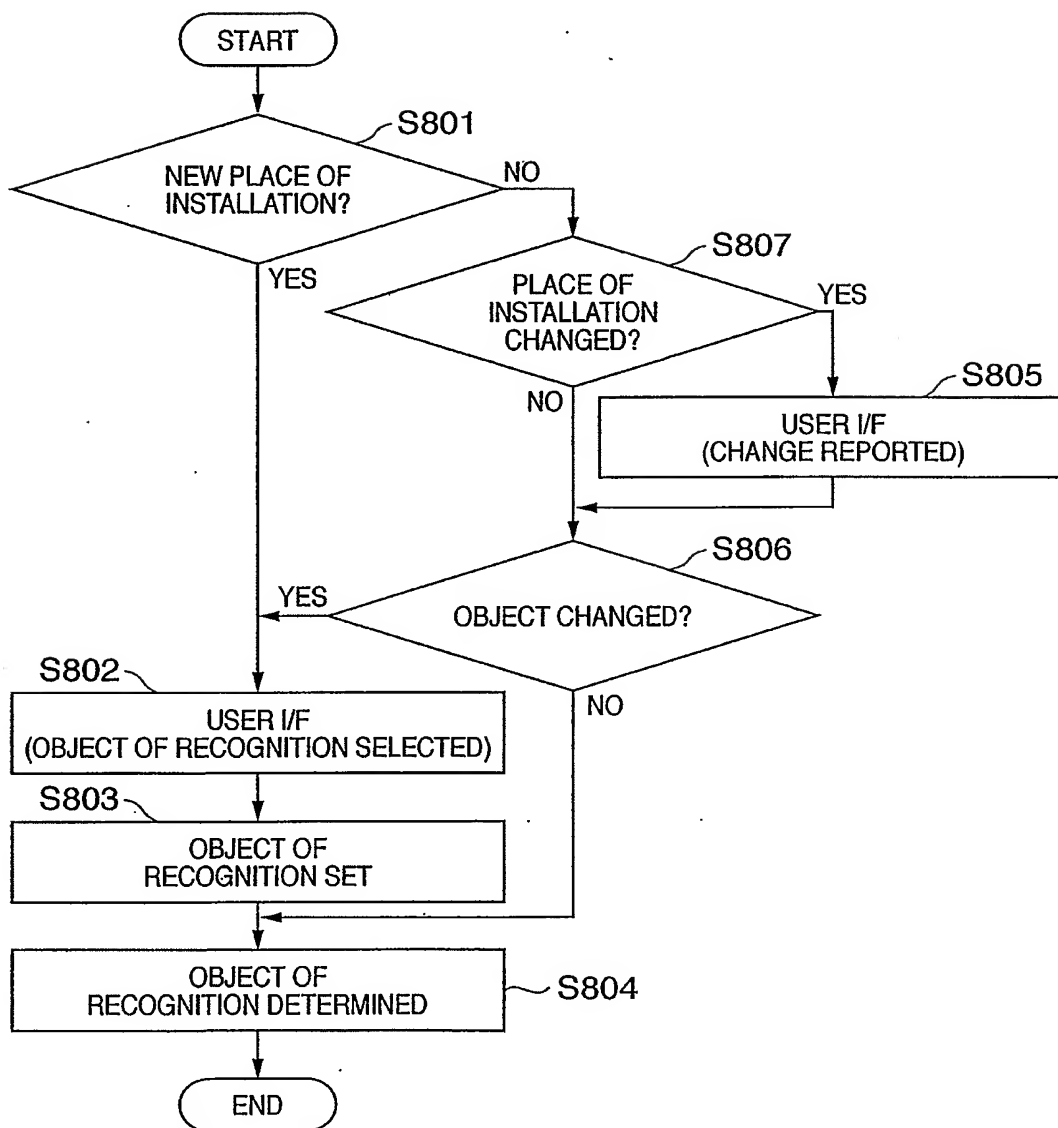 START
S801
NEW PLACE OF
INSTALLATION?
NO
YES
S807
PLACE OF
INSTALLATION
CHANGED?
YES
NO
S805
USER I/F
(CHANGE REPORTED)
S806
OBJECT CHANGED?
YES
NO
S802
USER I/F
(OBJECT OF RECOGNITION SELECTED)
S803
OBJECT OF
RECOGNITION SET
OBJECT OF
RECOGNITION DETERMINED
S804
END